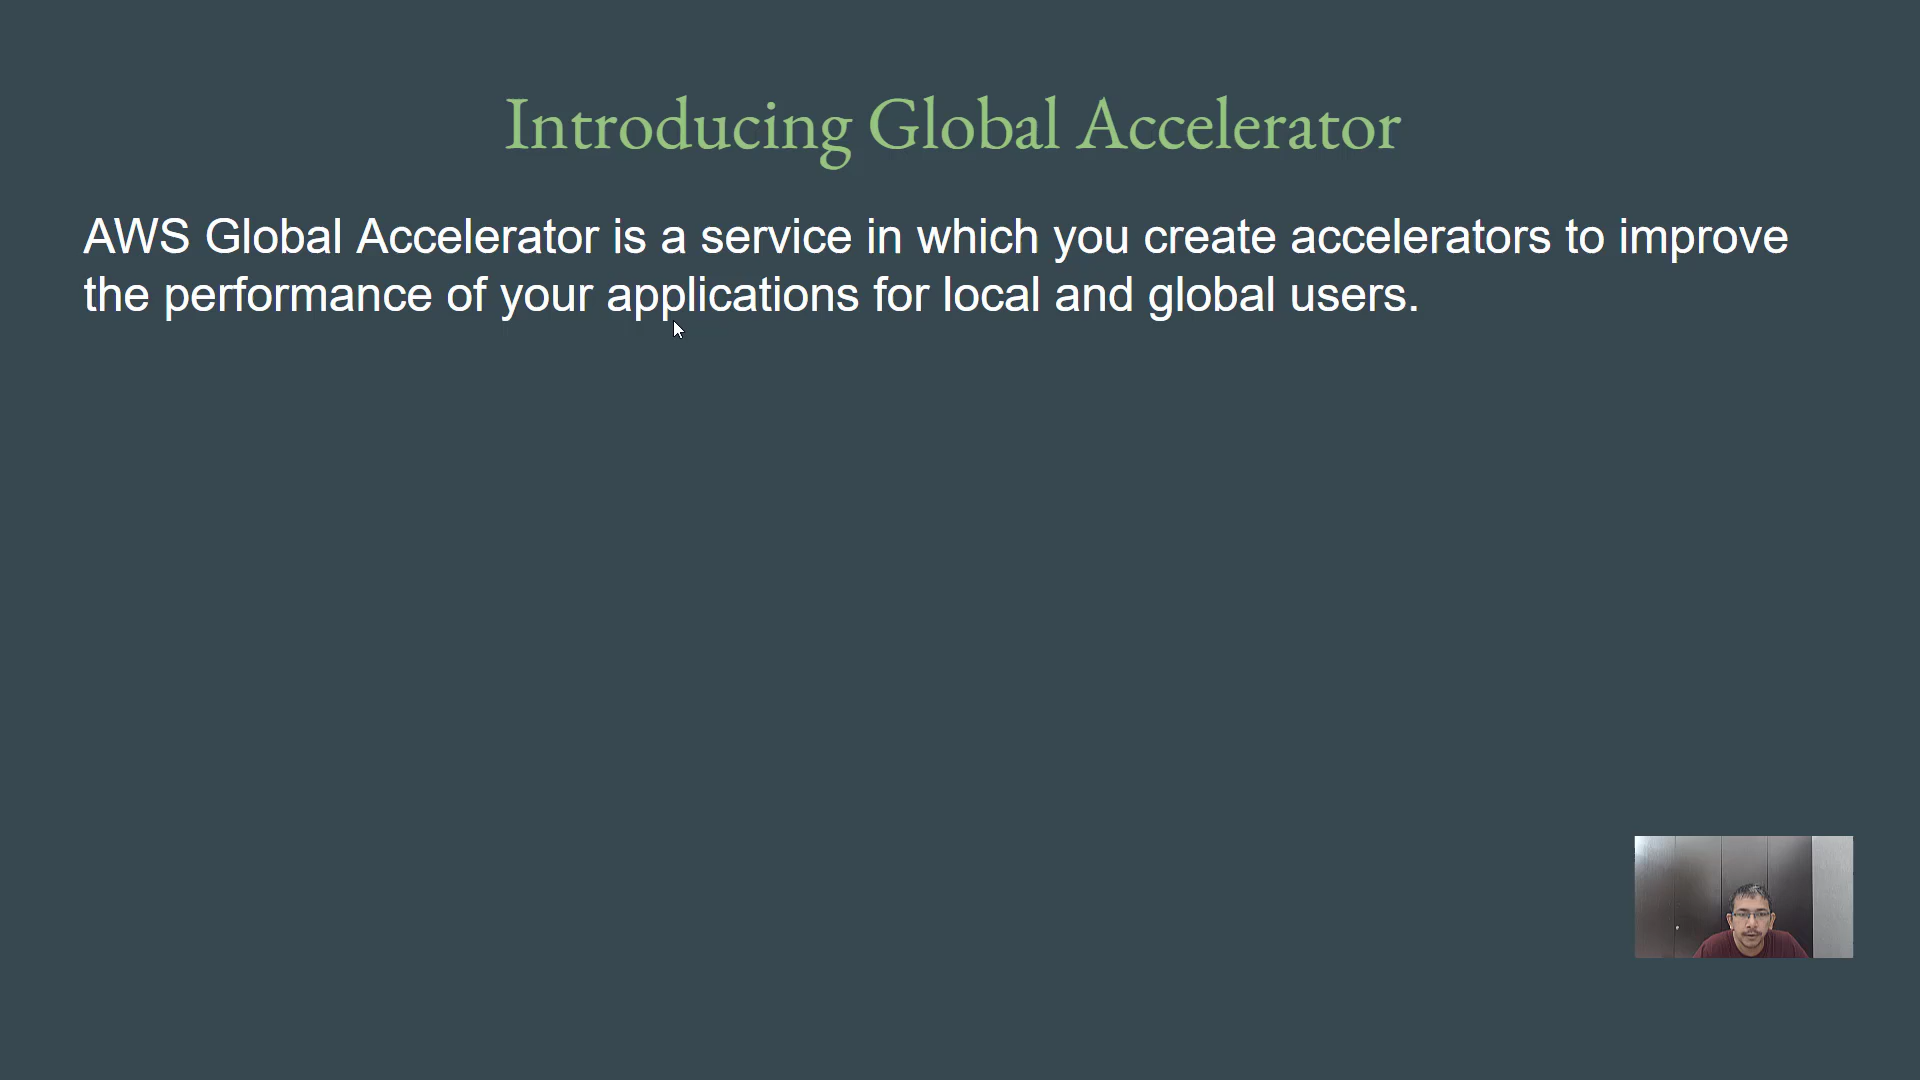 Introducing Global Accelerator
AWS Global Accelerator is a service in which you create accelerators to improve
the performance of your applications for local and global users.